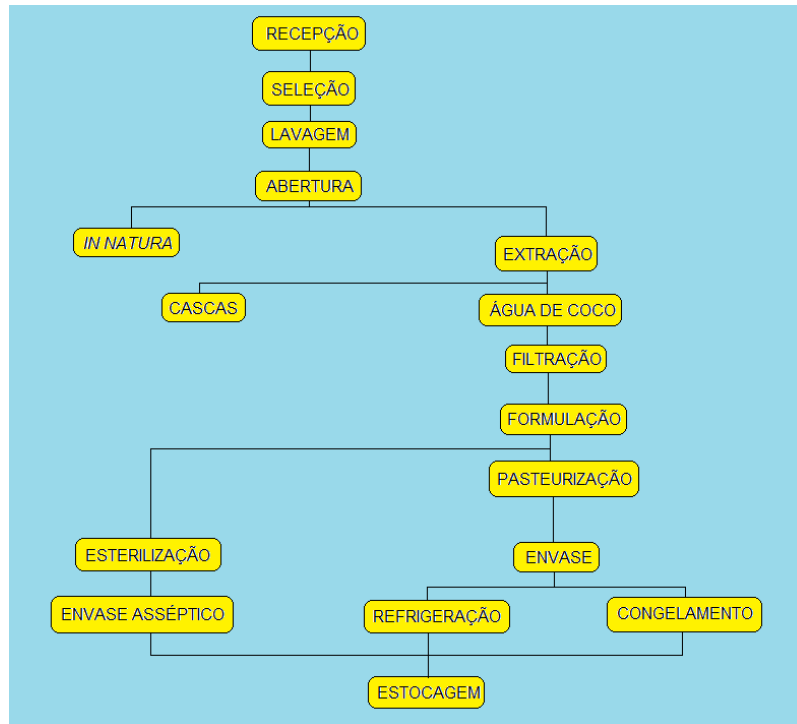 RECEPÇÃO
SELEÇÃO
LAVAGEM
ABERTURA
IN NATURA
EXTRAÇÃO
CASCAS
ÁGUA DE COCO
FILTRAÇÃO
FORMULAÇÃO
PASTEURIZAÇÃO
ESTERILIZAÇÃO
ENVASE
ENVASE ASSÉPTICO
REFRIGERAÇÃO
CONGELAMENTO
ESTOCAGEM